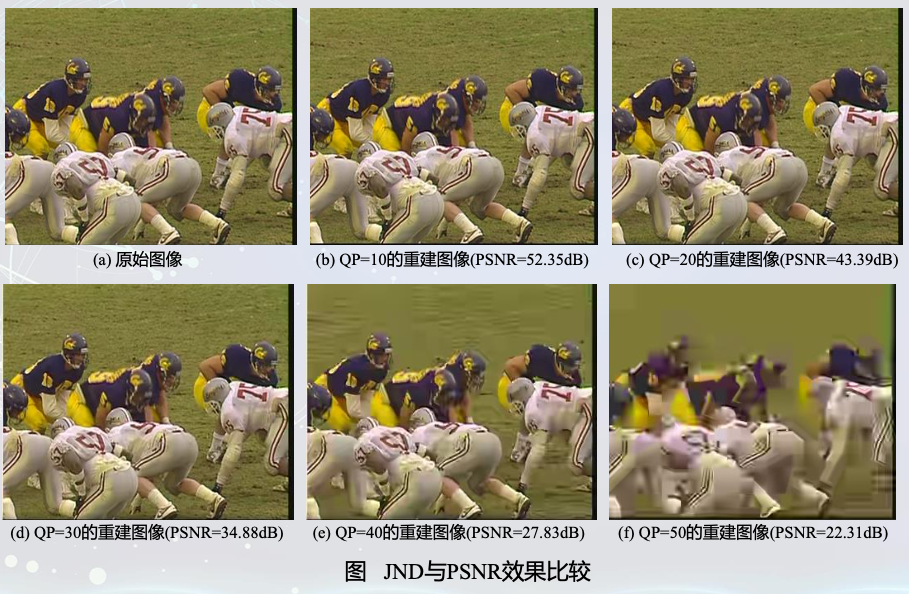 (a) 原始图像
(b) QP=10的重建图像(PSNR=52.35dB)
(c) QP=20的重建图像(PSNR=43.39dB)
(d) QP=30的重建图像(PSNR=34.88dB)
(e) QP=40的重建图像(PSNR=27.83dB)
(f) QP=50的重建图像(PSNR=22.31dB)
图 JND与PSNR效果比较